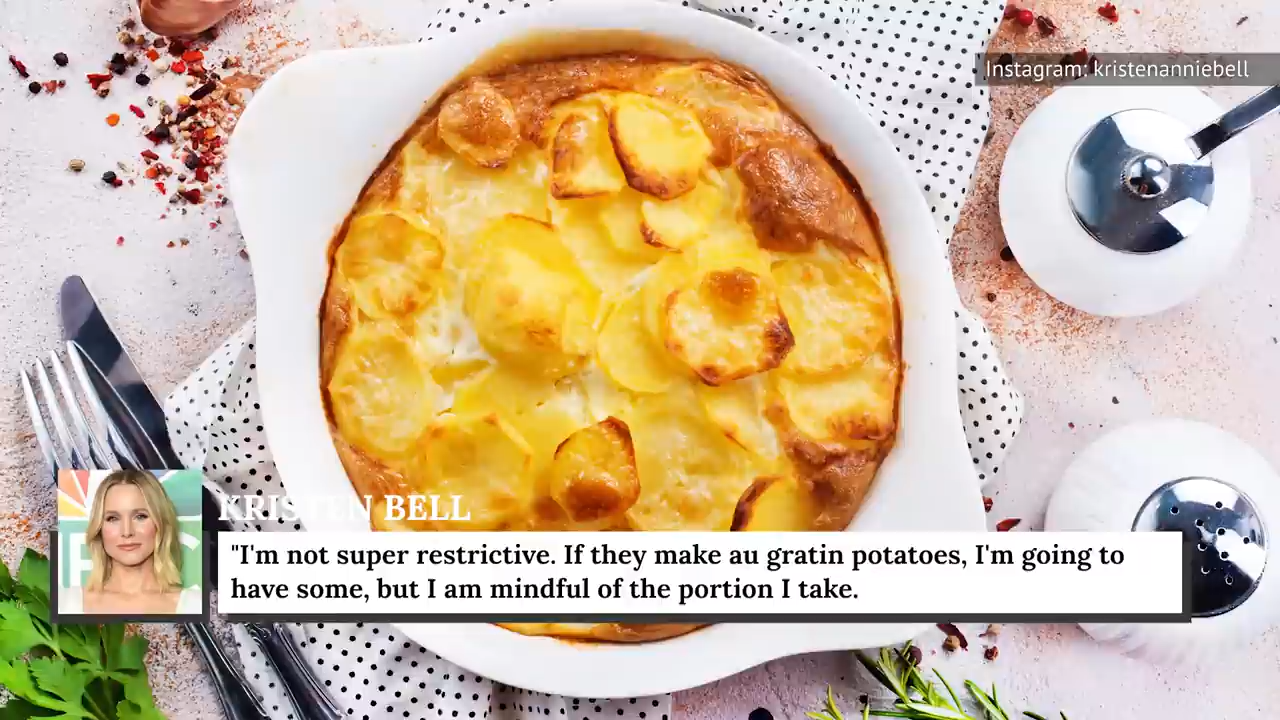 Instagram: kristenanniebell
KRISTEN BELL
"I'm not super restrictive. If they make au gratin potatoes, I'm going to
have some, but I am mindful of the portion I take.